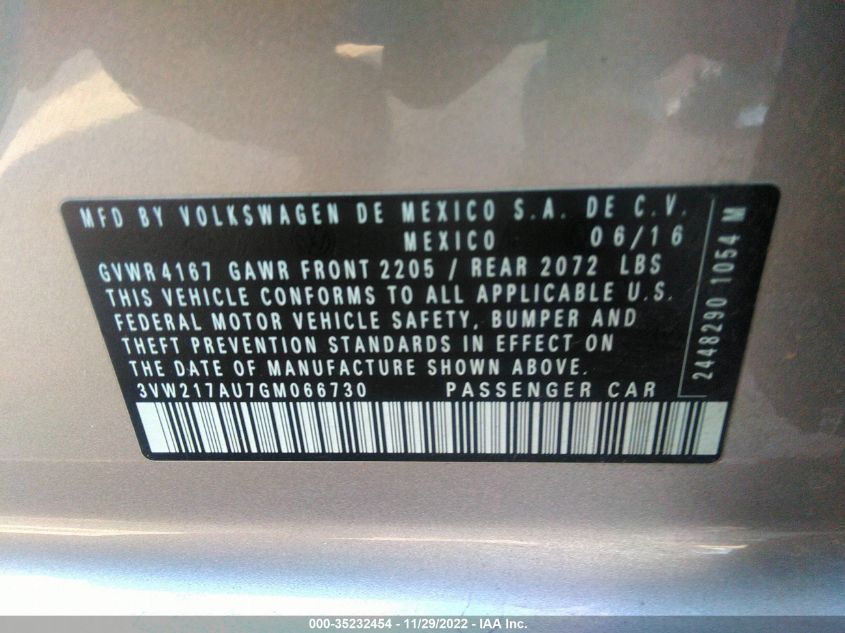 MFD BY VOLKSWAGEN DE MEXICO S.A. DE C.V.
MEXICO 06/16
GVWR 4167 GAWR FRONT 2205 / REAR 2072 LBS
THIS VEHICLE CONFORMS TO ALL APPLICABLE U.S.
FEDERAL MOTOR VEHICLE SAFETY, BUMPER AND
THEFT PREVENTION STANDARDS IN EFFECT ON
THE DATE OF MANUFACTURE SHOWN ABOVE.
3VW217AU7GM066730 PASSENGER CAR
2448290 1054 M
000-35232454 - 11/29/2022 - IAA Inc.